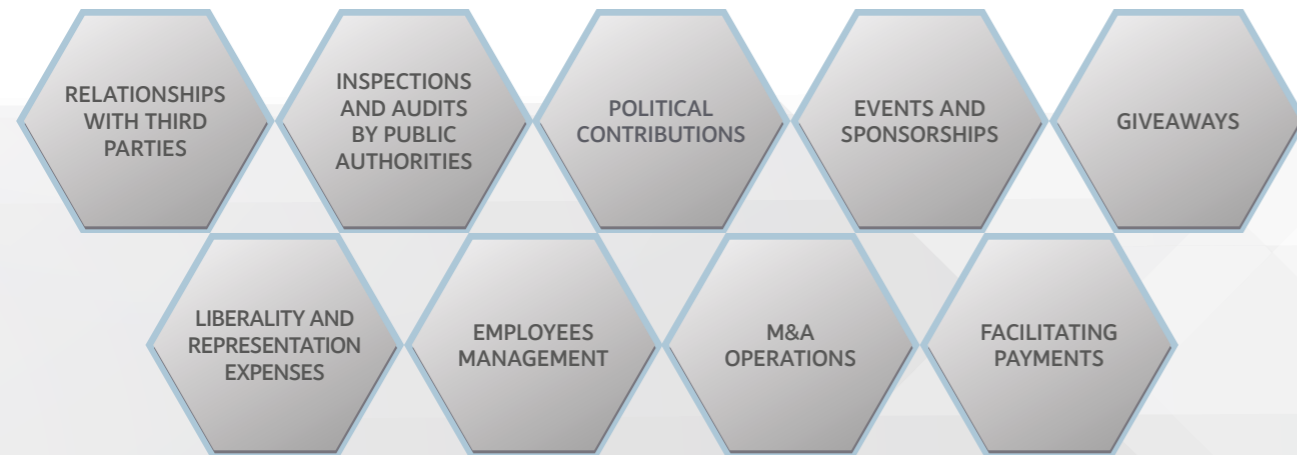 RELATIONSHIPS
WITH THIRD
PARTIES
INSPECTIONS
AND AUDITS
BY PUBLIC
AUTHORITIES
POLITICAL
CONTRIBUTIONS
EVENTS AND
SPONSORSHIPS
GIVEAWAYS
LIBERALITY AND
REPRESENTATION
EXPENSES
EMPLOYEES
MANAGEMENT
M&A
OPERATIONS
FACILITATING
PAYMENTS